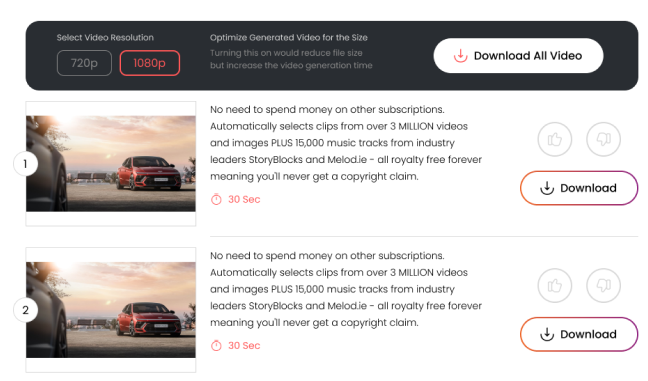 Select Video Resolution
720p
1080p
Optimize Generated Video for the Size
Turning this on would reduce file size
but increase the video generation time
Download All Video
1
No need to spend money on other subscriptions.
Automatically selects clips from over 3 MILLION videos
and images PLUS 15,000 music tracks from industry
leaders StoryBlocks and Melod.ie - all royalty free forever
meaning you'll never get a copyright claim.
30 Sec
Download
2
No need to spend money on other subscriptions.
Automatically selects clips from over 3 MILLION videos
and images PLUS 15,000 music tracks from industry
leaders StoryBlocks and Melod.ie - all royalty free forever
meaning you'll never get a copyright claim.
30 Sec
Download